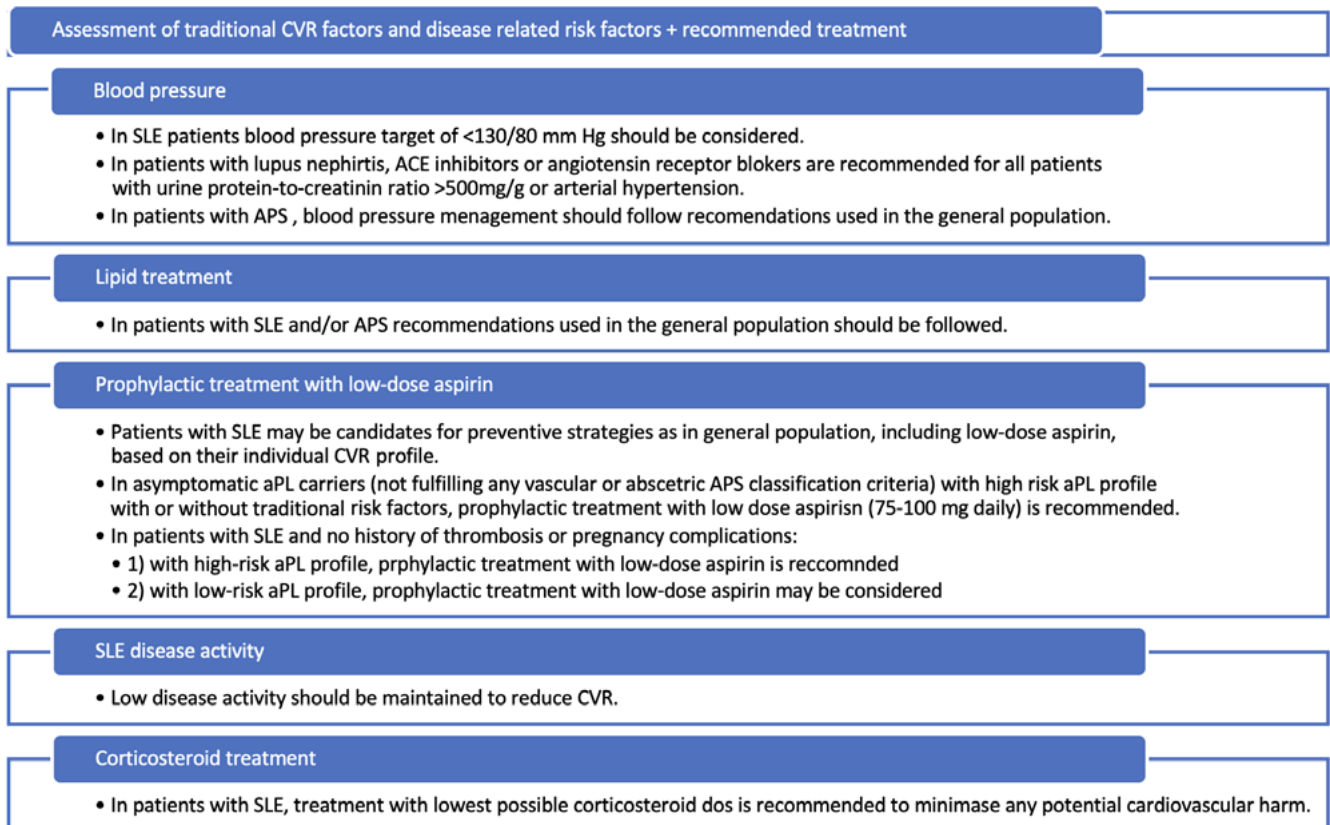 Assessment of traditional CVR factors and disease related risk factors + recommended treatment
Blood pressure
• In SLE patients blood pressure target of <130/80 mm Hg should be considered.
• In patients with lupus nephirtis, ACE inhibitors or angiotensin receptor blokers are recommended for all patients
with urine protein-to-creatinin ratio >500mg/g or arterial hypertension.
• In patients with APS , blood pressure menagement should follow recomendations used in the general population.
Lipid treatment
• In patients with SLE and/or APS recommendations used in the general population should be followed.
Prophylactic treatment with low-dose aspirin
• Patients with SLE may be candidates for preventive strategies as in general population, including low-dose aspirin,
based on their individual CVR profile.
• In asymptomatic aPL carriers (not fulfilling any vascular or abscetric APS classification criteria) with high risk aPL profile
with or without traditional risk factors, prophylactic treatment with low dose aspirisn (75-100 mg daily) is recommended.
• In patients with SLE and no history of thrombosis or pregnancy complications:
• 1) with high-risk aPL profile, prphylactic treatment with low-dose aspirin is reccomnded
• 2) with low-risk aPL profile, prophylactic treatment with low-dose aspirin may be considered
SLE disease activity
• Low disease activity should be maintained to reduce CVR.
Corticosteroid treatment
• In patients with SLE, treatment with lowest possible corticosteroid dos is recommended to minimase any potential cardiovascular harm.